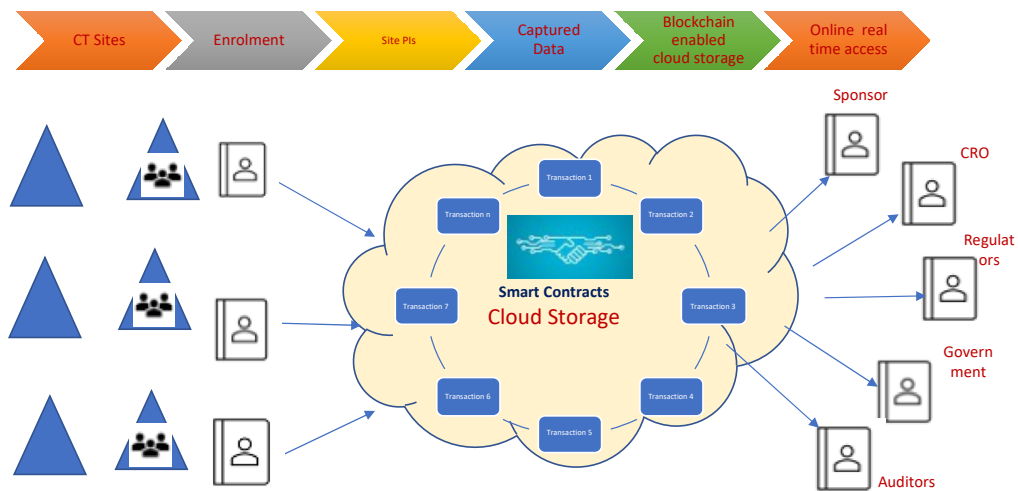 CT Sites
Enrolment
Site PIs
Captured
Data
Blockchain
enabled
cloud storage
Online real
time access
Sponsor
CRO
Regulat
ors
Govern
ment
Auditors
Transaction 1
Transaction 2
Transaction 3
Transaction 4
Transaction 5
Transaction 6
Transaction 7
Transaction n
Smart Contracts
Cloud Storage